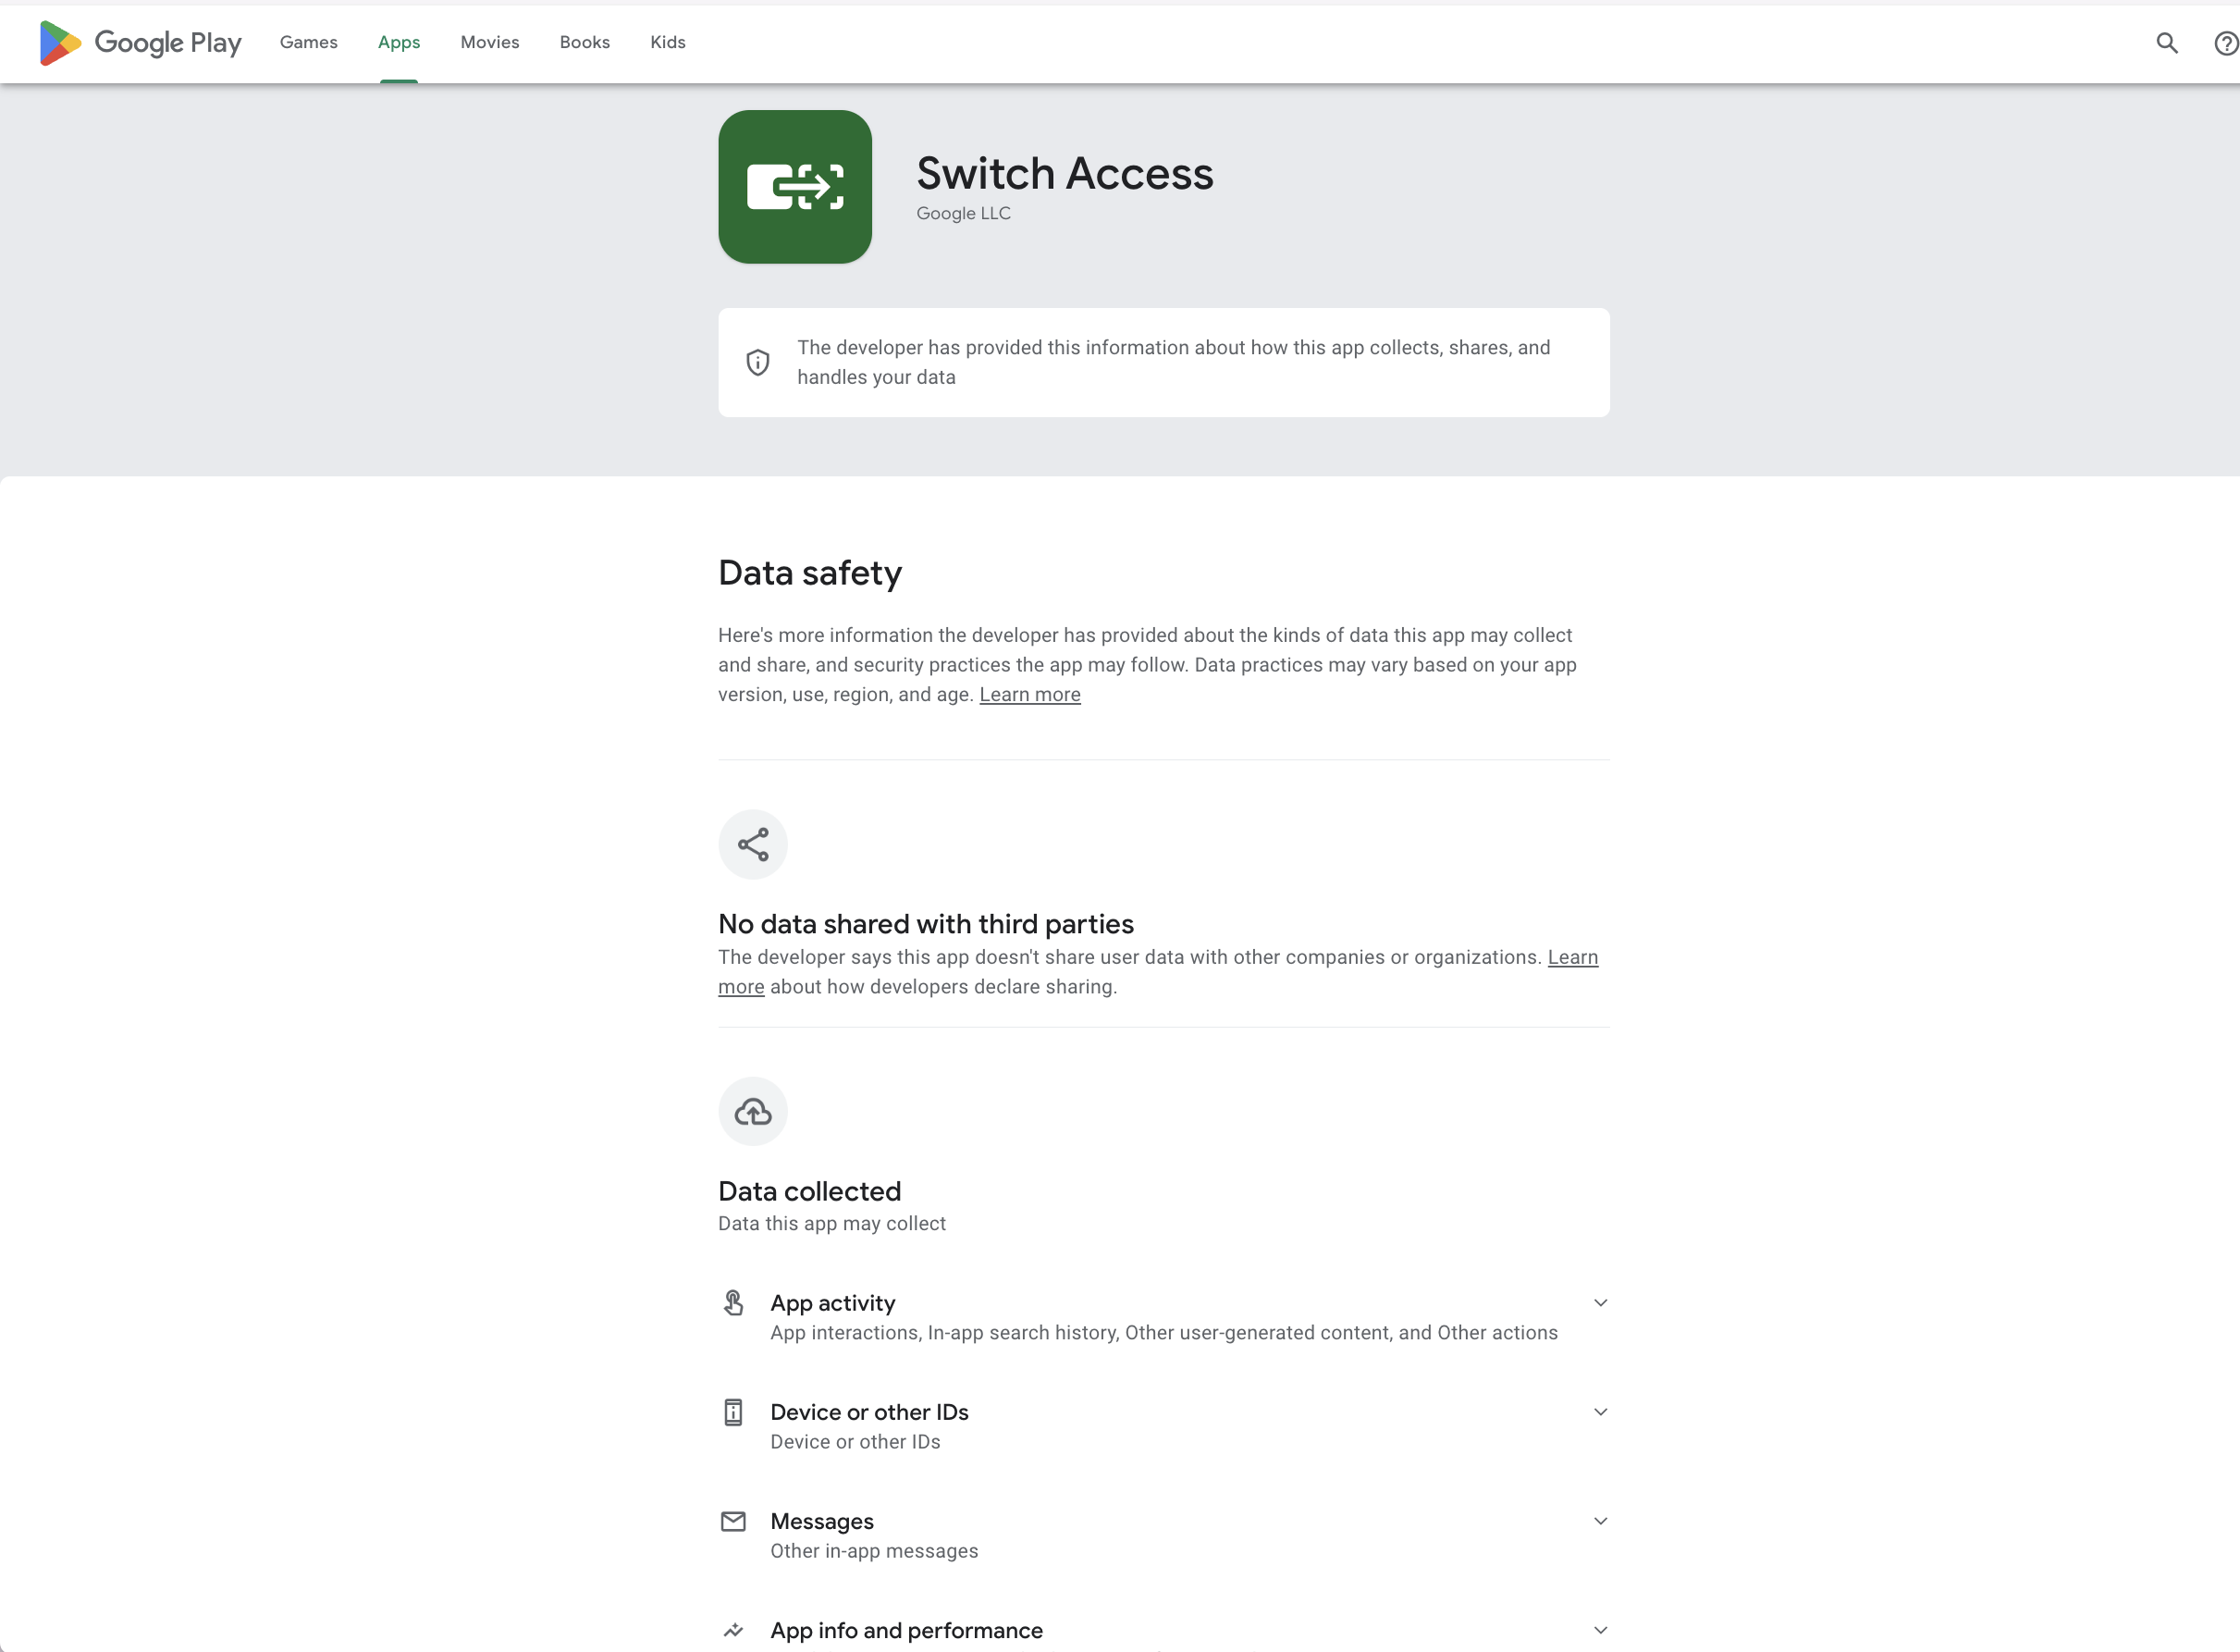 Google Play
Games
Apps
Movies
Books
Kids
Switch Access
Google LLC
The developer has provided this information about how this app collects, shares, and
handles your data
Data safety
Here's more information the developer has provided about the kinds of data this app may collect
and share, and security practices the app may follow. Data practices may vary based on your app
version, use, region, and age. Learn more
No data shared with third parties
The developer says this app doesn't share user data with other companies or organizations. Learn
more about how developers declare sharing.
Data collected
Data this app may collect
App activity
App interactions, In-app search history, Other user-generated content, and Other actions
Device or other IDs
Device or other IDs
Messages
Other in-app messages
App info and performance